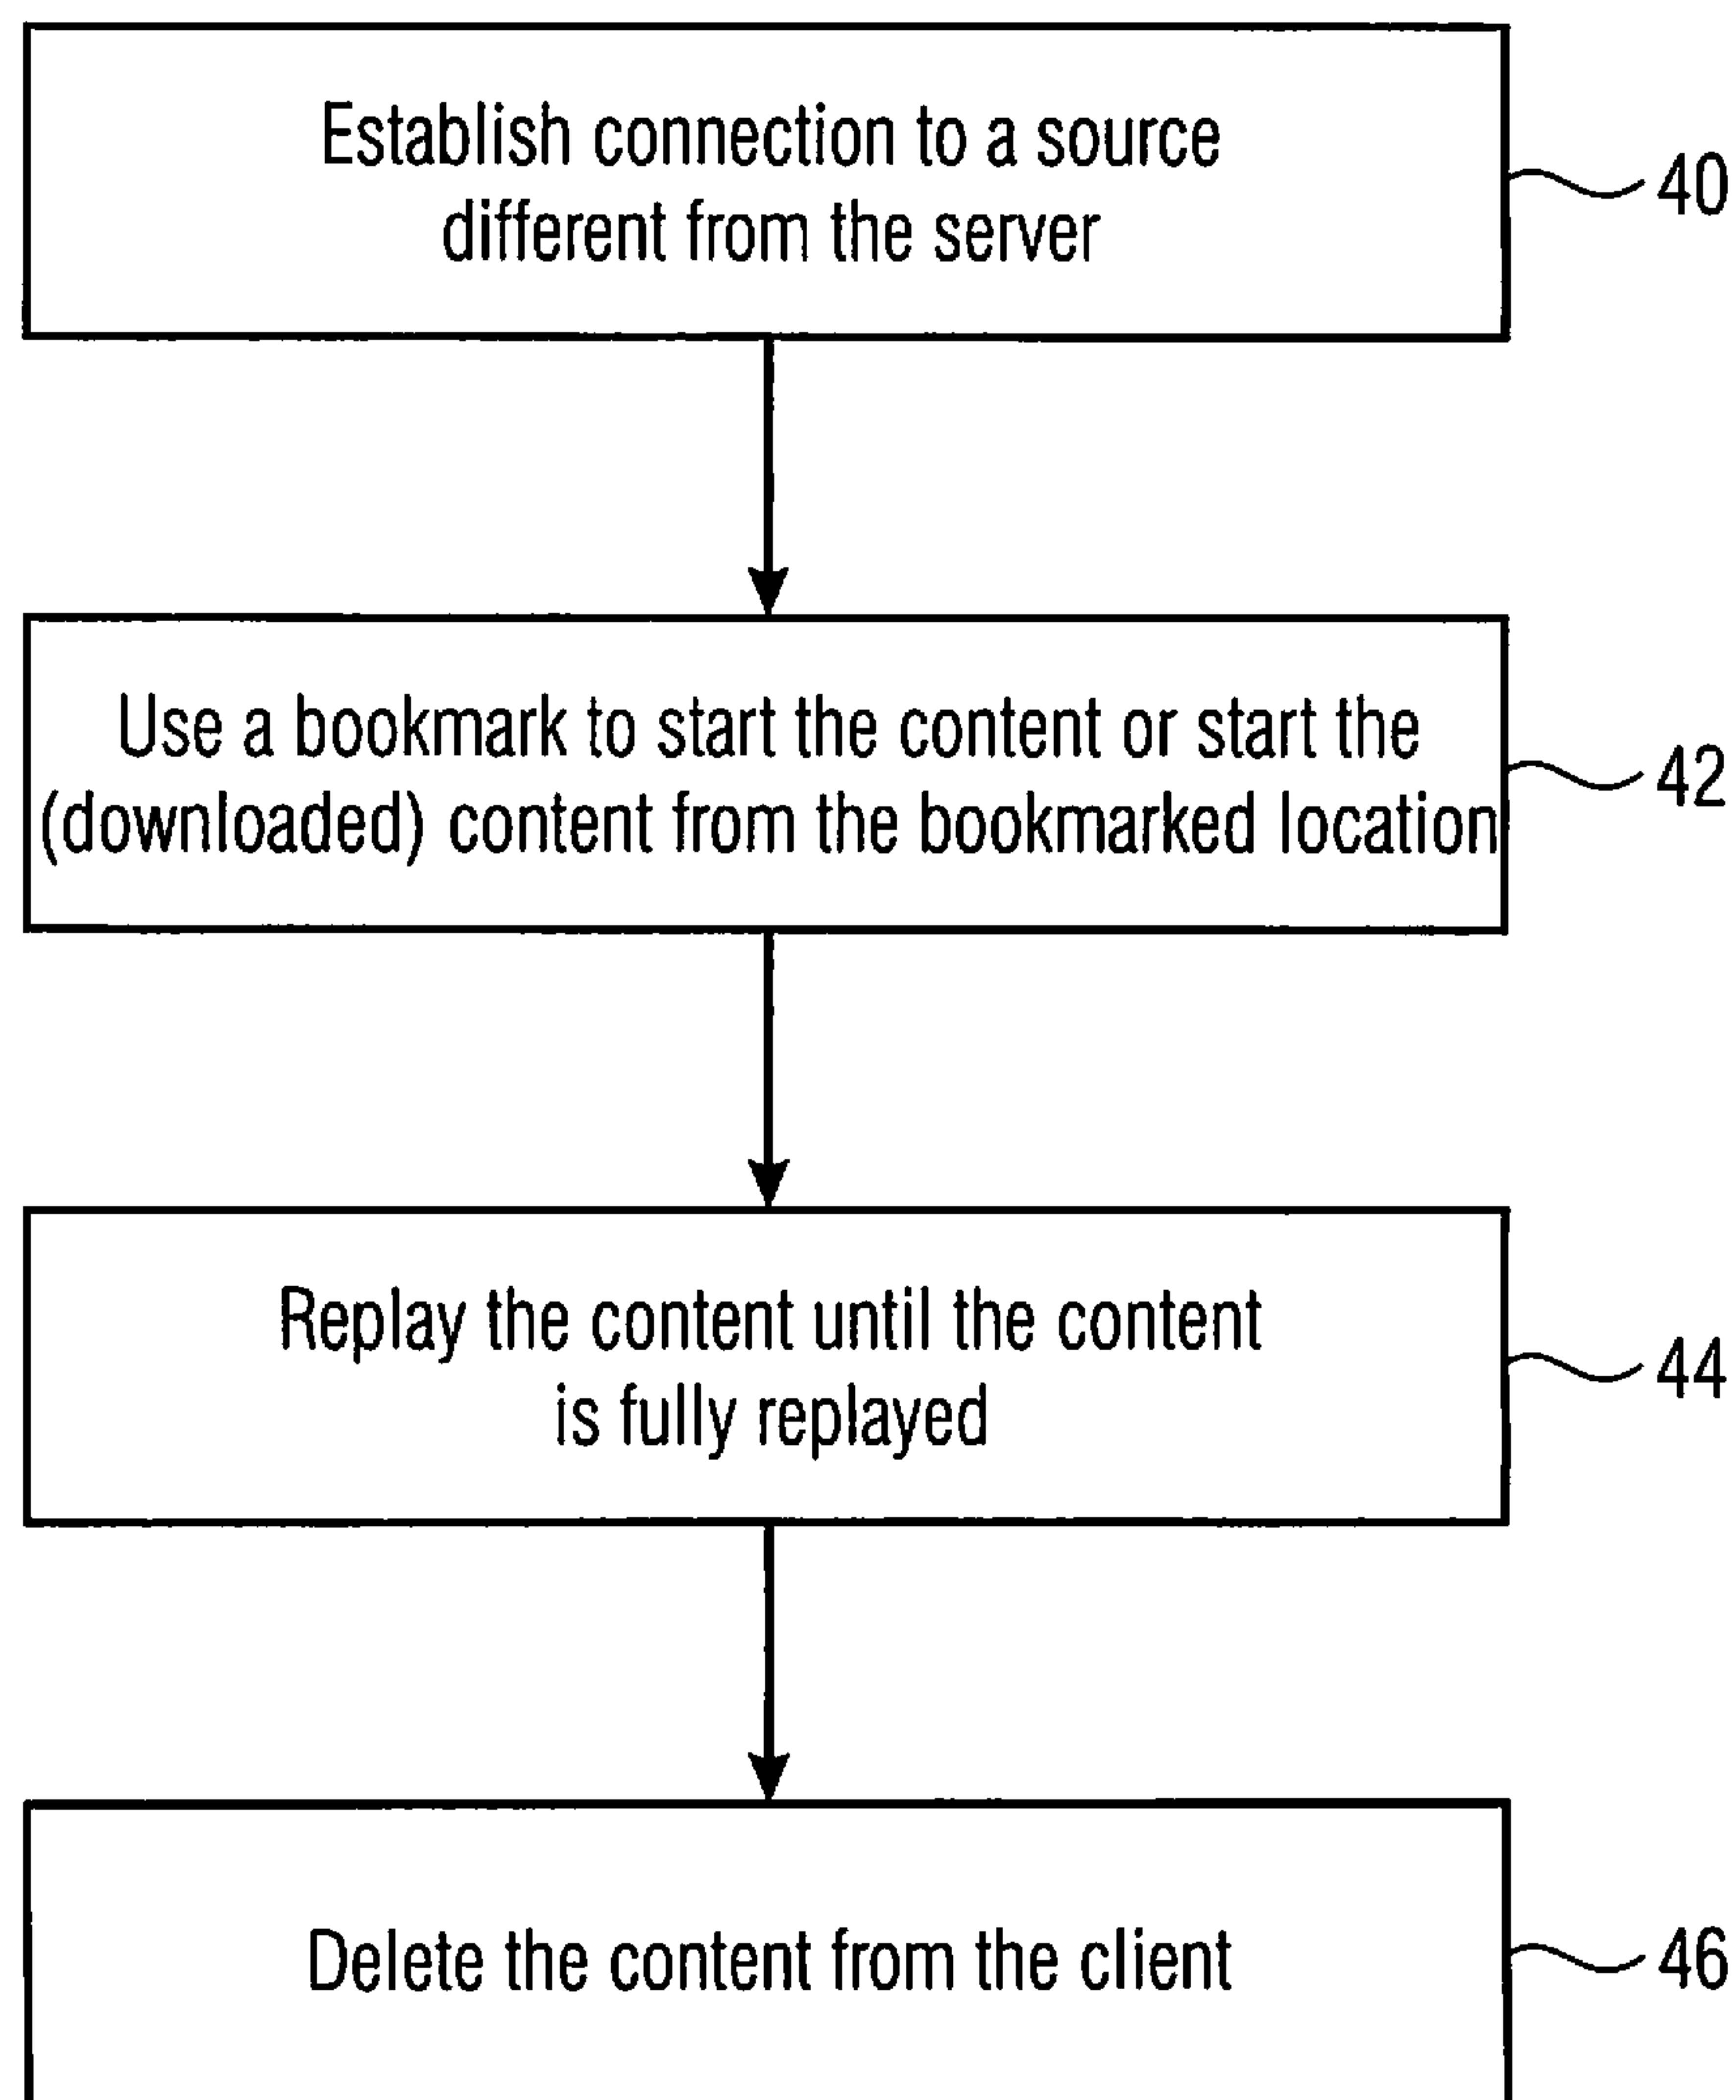 Establish connection to a source
different from the server
40
Use a bookmark to start the content or start the
(downloaded) content from the bookmarked location
42
Replay the content until the content
is fully replayed
44
Delete the content from the client
46